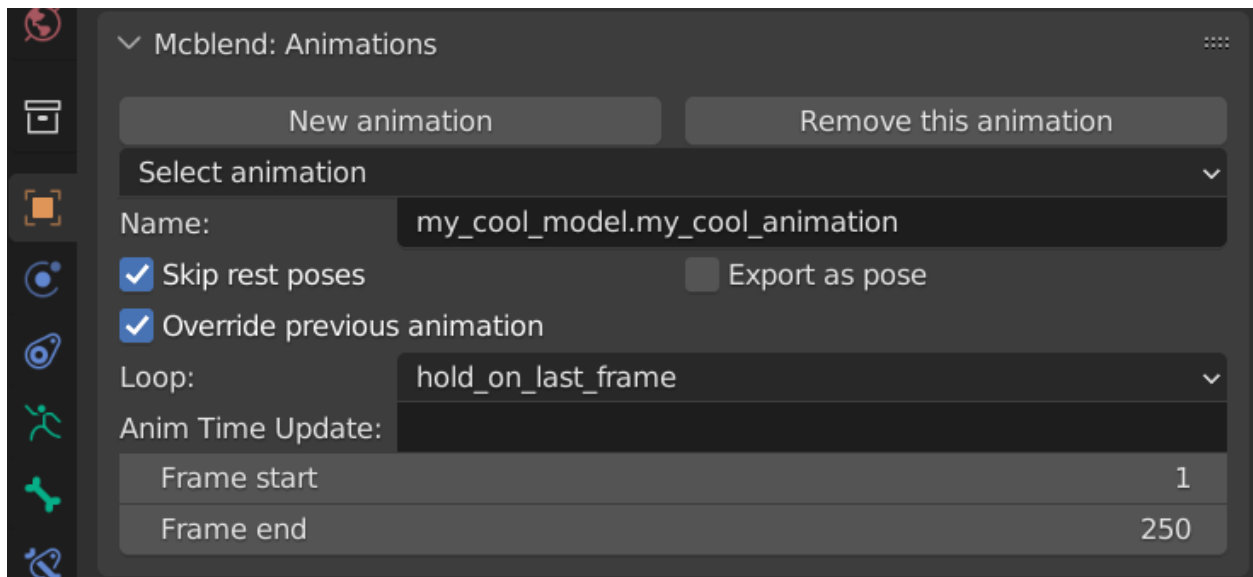 Mcblend: Animations
New animation Remove this animation
Select animation
Name: my_cool_model.my_cool_animation
Skip rest poses Export as pose
Override previous animation
Loop: hold_on_last_frame
Anim Time Update:
Frame start 1
Frame end 250